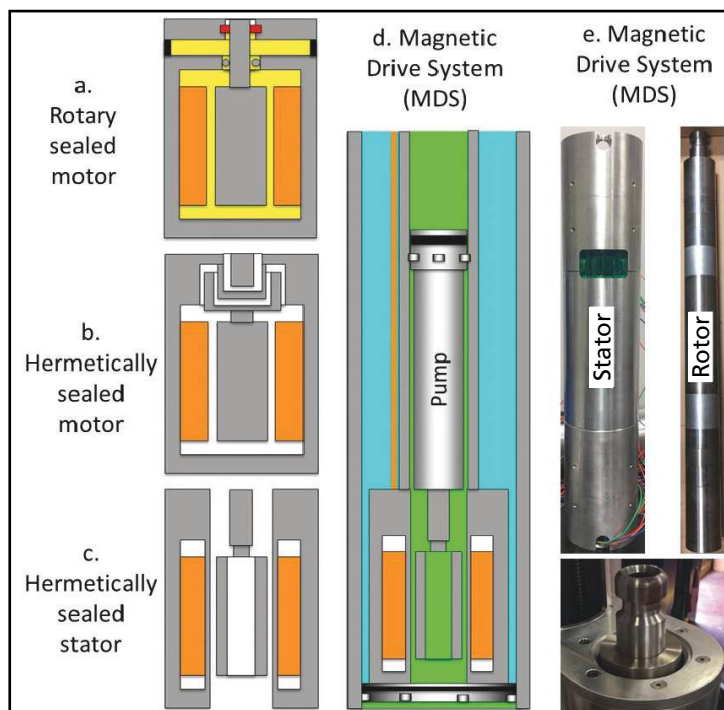 a.
Rotary
sealed
motor
b.
Hermetically
sealed
motor
c.
Hermetically
sealed
stator
d. Magnetic
Drive System
(MDS)
Pump
e. Magnetic
Drive System
(MDS)
Stator
Rotor